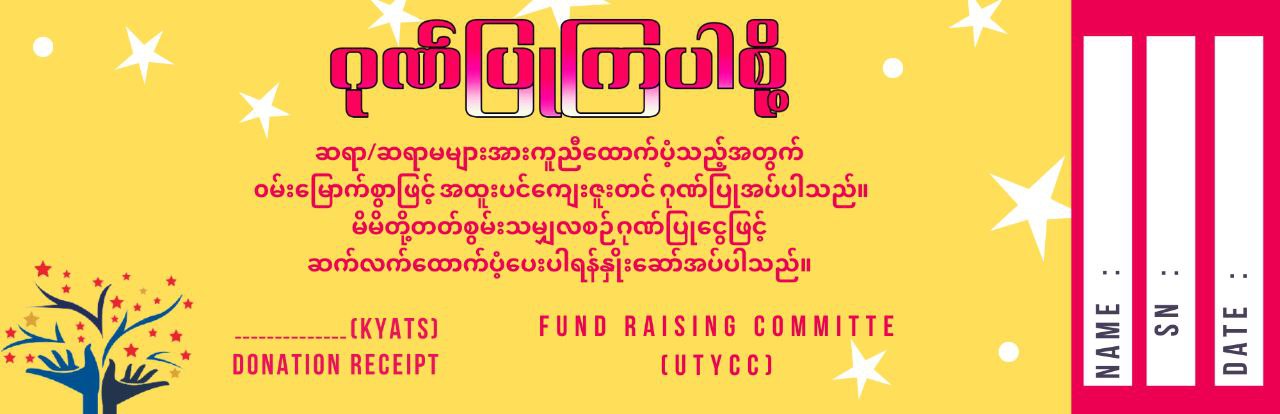 ဂုဏ်ပြုကြပါစို့
ဆရာ/ဆရာမများအားကူညီထောက်ပံ့သည့်အတွက်
ဝမ်းမြောက်စွာဖြင့် အထူးပင်ကျေးဇူးတင် ဂုဏ်ပြုအပ်ပါသည်။
မိမိတို့တတ်စွမ်းသမျှလစဉ်ဂုဏ်ပြုငွေဖြင့်
ဆက်လက်ထောက်ပံ့ပေးပါရန်နှိုးဆော်အပ်ပါသည်။
______________(KYATS)
DONATION RECEIPT
FUND RAISING COMMITTE
(UTYCC)
NAME :
SN :
DATE :